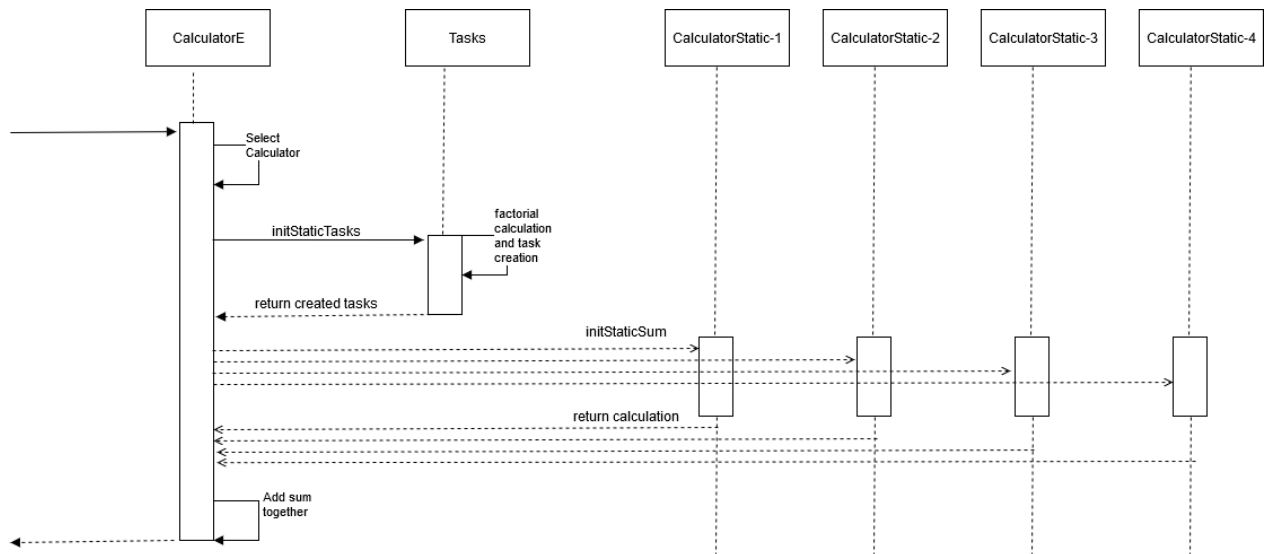 CalculatorE
Tasks
CalculatorStatic-1
CalculatorStatic-2
CalculatorStatic-3
CalculatorStatic-4
Select
Calculator
initStaticTasks
factorial
calculation
and task
creation
return created tasks
initStaticSum
return calculation
Add sum
together